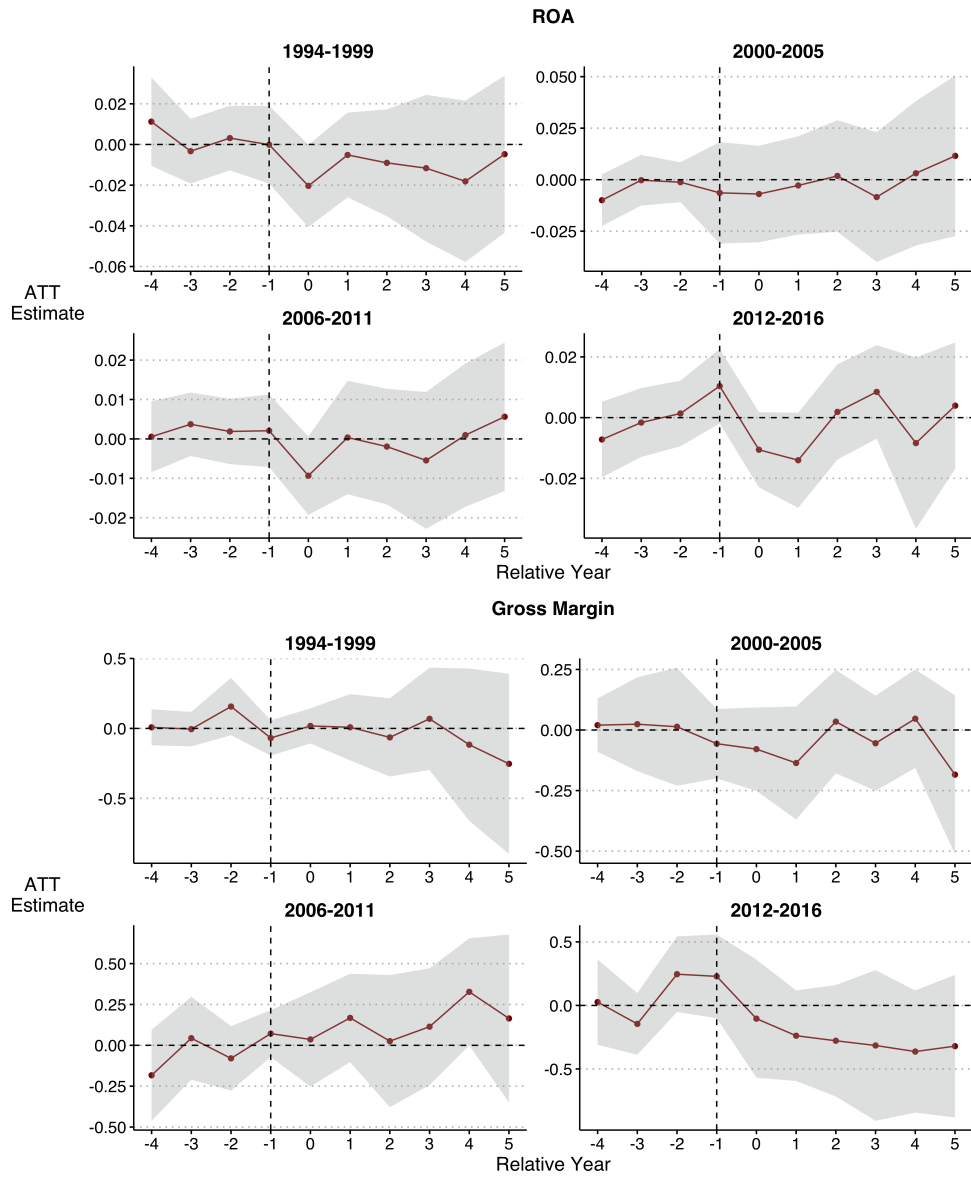 ROA
1994-1999
2000-2005
0.02
0.00
-0.02
-0.04
-0.06
0.050
0.025
0.000
-0.025
-4 -3 -2 -1 0 1 2 3 4 5
-4 -3 -2 -1 0 1 2 3 4 5
ATT
Estimate
2006-2011
2012-2016
0.02
0.01
0.00
-0.01
-0.02
0.02
0.00
-0.02
-4 -3 -2 -1 0 1 2 3 4 5
-4 -3 -2 -1 0 1 2 3 4 5
Relative Year
Gross Margin
1994-1999
2000-2005
0.5
0.0
-0.5
0.25
0.00
-0.25
-0.50
-4 -3 -2 -1 0 1 2 3 4 5
-4 -3 -2 -1 0 1 2 3 4 5
ATT
Estimate
2006-2011
2012-2016
0.50
0.25
0.00
-0.25
-0.50
0.5
0.0
-0.5
-4 -3 -2 -1 0 1 2 3 4 5
-4 -3 -2 -1 0 1 2 3 4 5
Relative Year